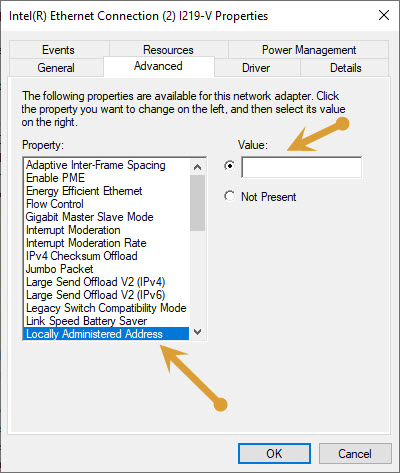 Intel(R) Ethernet Connection (2) I219-V Properties
Events Resources Power Management
General Advanced Driver Details
The following properties are available for this network adapter. Click
the property you want to change on the left, and then select its value
on the right.
Property: Value:
Adaptive Inter-Frame Spacing
Enable PME
Energy Efficient Ethernet
Flow Control
Gigabit Master Slave Mode
Interrupt Moderation
Interrupt Moderation Rate
IPv4 Checksum Offload
Jumbo Packet
Large Send Offload V2 (IPv4)
Large Send Offload V2 (IPv6)
Legacy Switch Compatibility Mode
Link Speed Battery Saver
Locally Administered Address
Not Present
OK Cancel